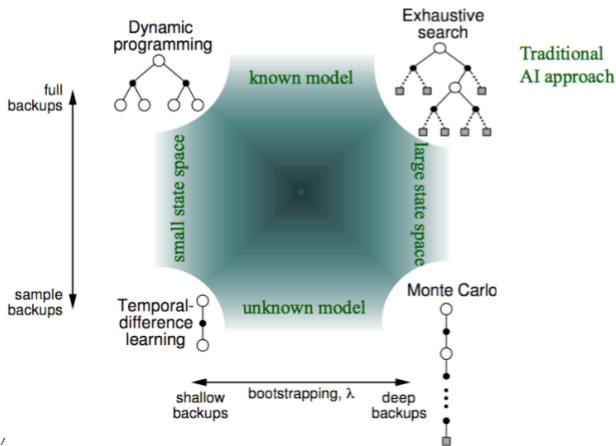 Dynamic
programming
Exhaustive
search
Traditional
AI approach
known model
full
backups
small state space
large state space
sample
backups
Temporal-
difference
learning
unknown model
Monte Carlo
bootstrapping, λ
shallow
backups
deep
backups